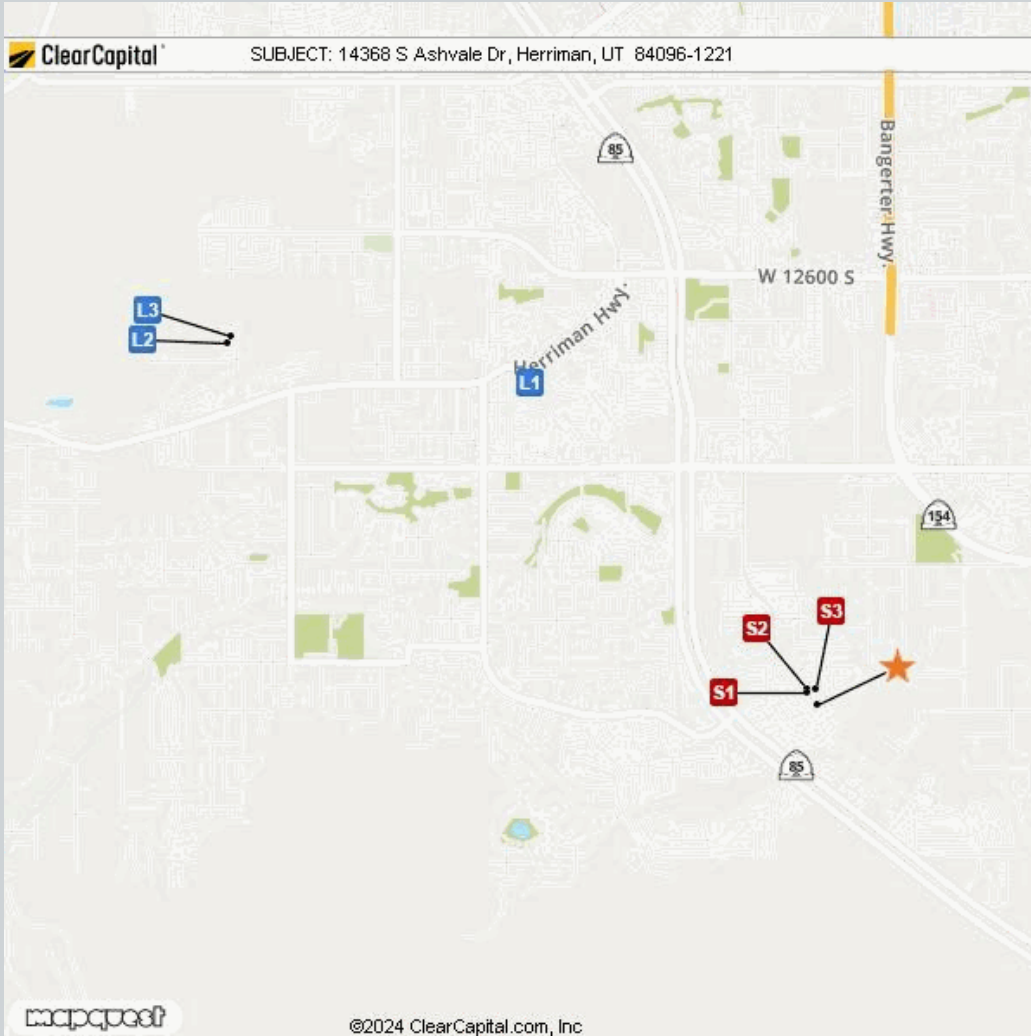 ClearCapital
SUBJECT: 14368 S Ashvale Dr, Herriman, UT 84096-1221
85
Bangerter Hwy.
W 12600 S
L3
L2
Herriman Hwy.
L1
154
S3
S2
S1
85
mapquest
©2024 ClearCapital.com, Inc